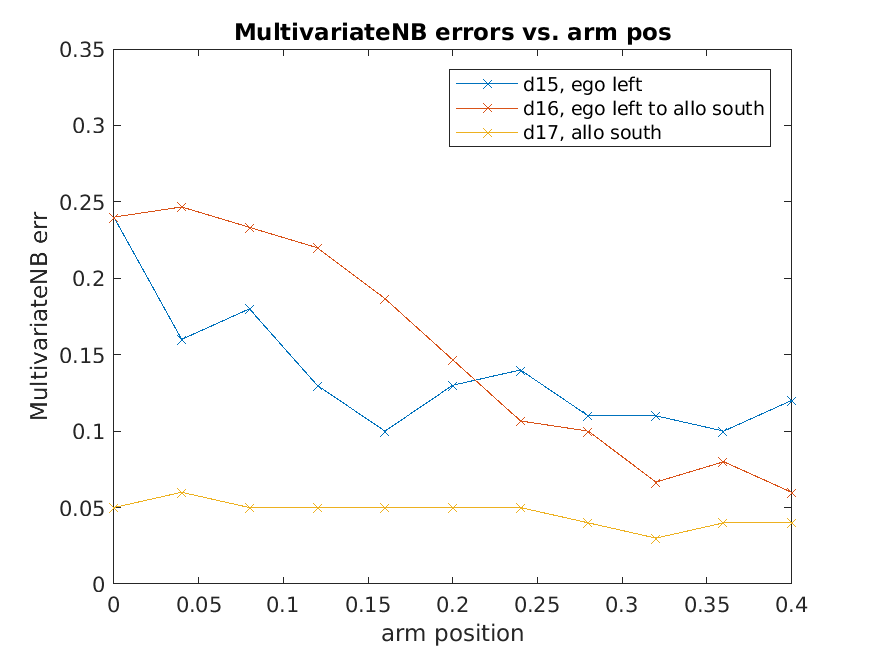 MultivariateNB errors vs. arm pos
0.35
0.3
0.25
0.2
0.15
0.1
0.05
0
MultivariateNB err
d15, ego left
d16, ego left to allo south
d17, allo south
0 0.05 0.1 0.15 0.2 0.25 0.3 0.35 0.4
arm position